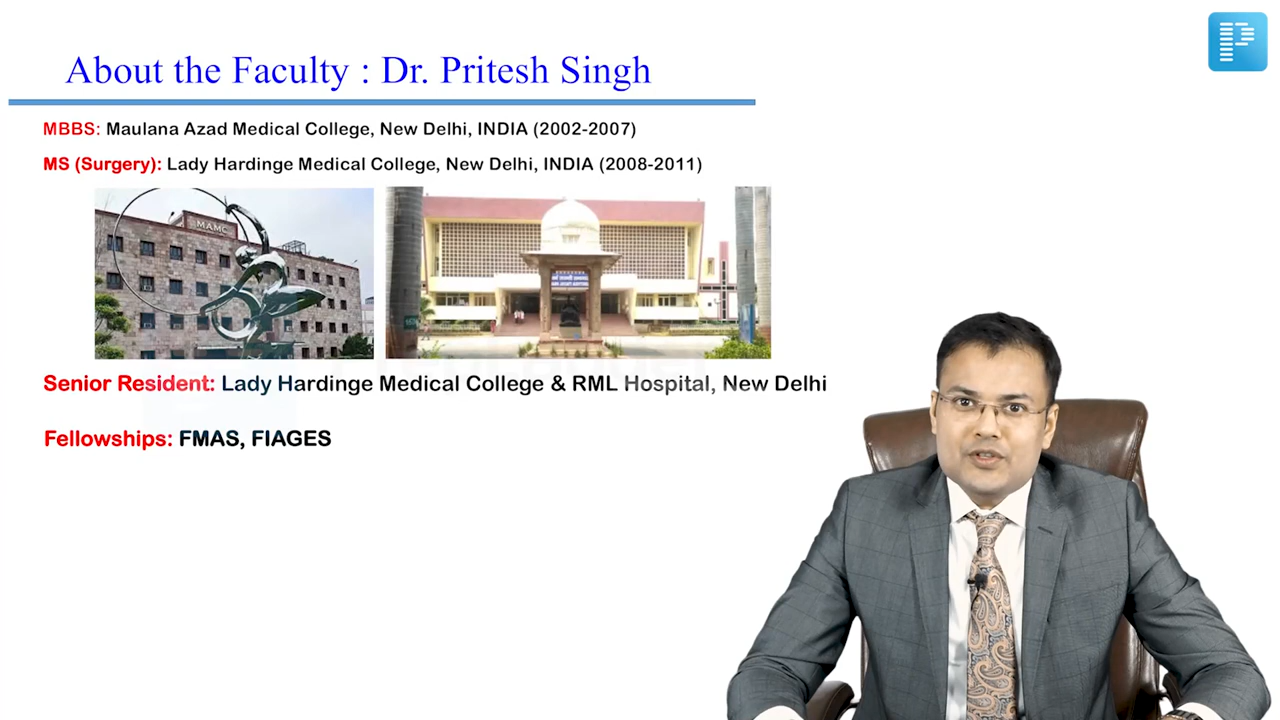 About the Faculty : Dr. Pritesh Singh
MBBS: Maulana Azad Medical College, New Delhi, INDIA (2002-2007)
MS (Surgery): Lady Hardinge Medical College, New Delhi, INDIA (2008-2011)
MAMC
Senior Resident: Lady Hardinge Medical College & RML Hospital, New Delhi
Fellowships: FMAS, FIAGES